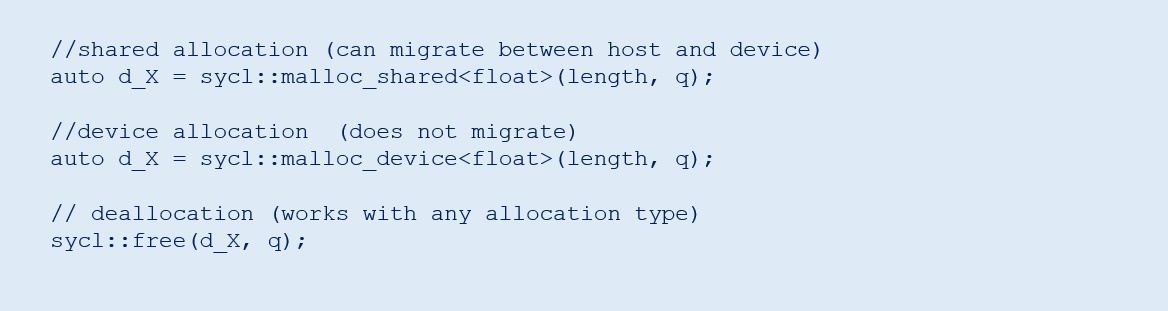 //shared allocation (can migrate between host and device)
auto d_X = sycl::malloc_shared<float>(length, q);
//device allocation  (does not migrate)
auto d_X = sycl::malloc_device<float>(length, q);
// deallocation (works with any allocation type)
sycl::free(d_X, q);